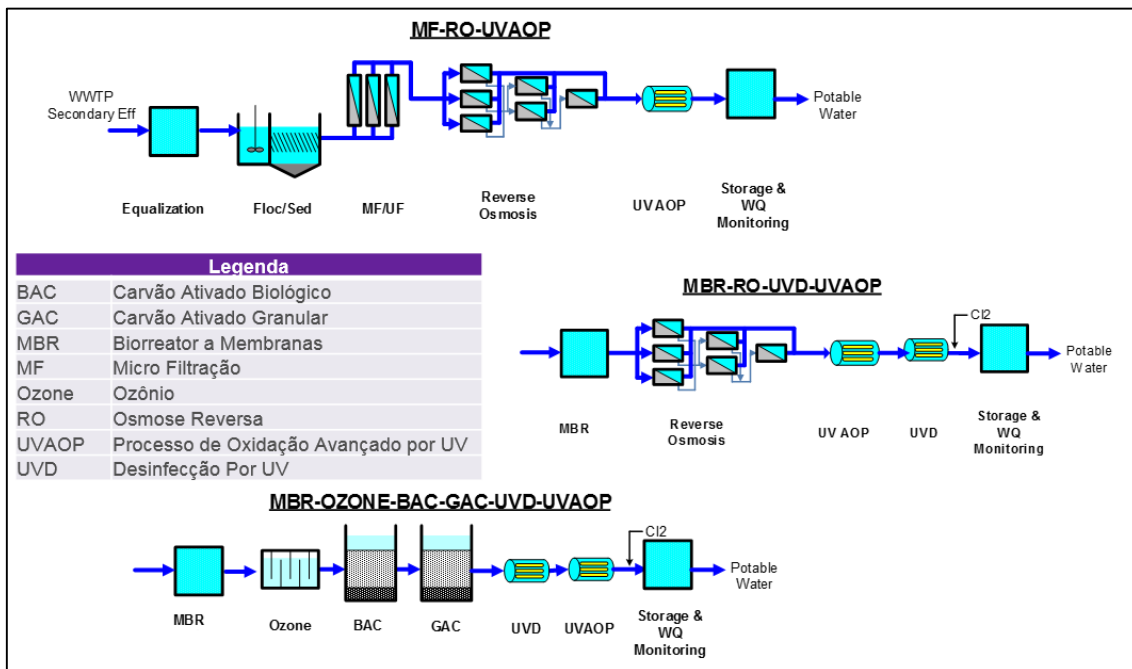 MF-RO-UVAOP
WWTP
Secondary Eff
Potable
Water
Equalization
Floc/Sed
MF/UF
Reverse
Osmosis
UVAOP
Storage &
WQ
Monitoring
Legenda
BAC Carvão Ativado Biológico
GAC Carvão Ativado Granular
MBR Biorreator a Membranas
MF Micro Filtração
Ozone Ozônio
RO Osmose Reversa
UVAOP Processo de Oxidação Avançado por UV
UVD Desinfecção Por UV
MBR-RO-UVD-UVAOP
Cl2
Potable
Water
MBR
Reverse
Osmosis
UV AOP
UVD
Storage &
WQ
Monitoring
MBR-OZONE-BAC-GAC-UVD-UVAOP
Cl2
Potable
Water
MBR
Ozone
BAC
GAC
UVD
UVAOP
Storage &
WQ
Monitoring